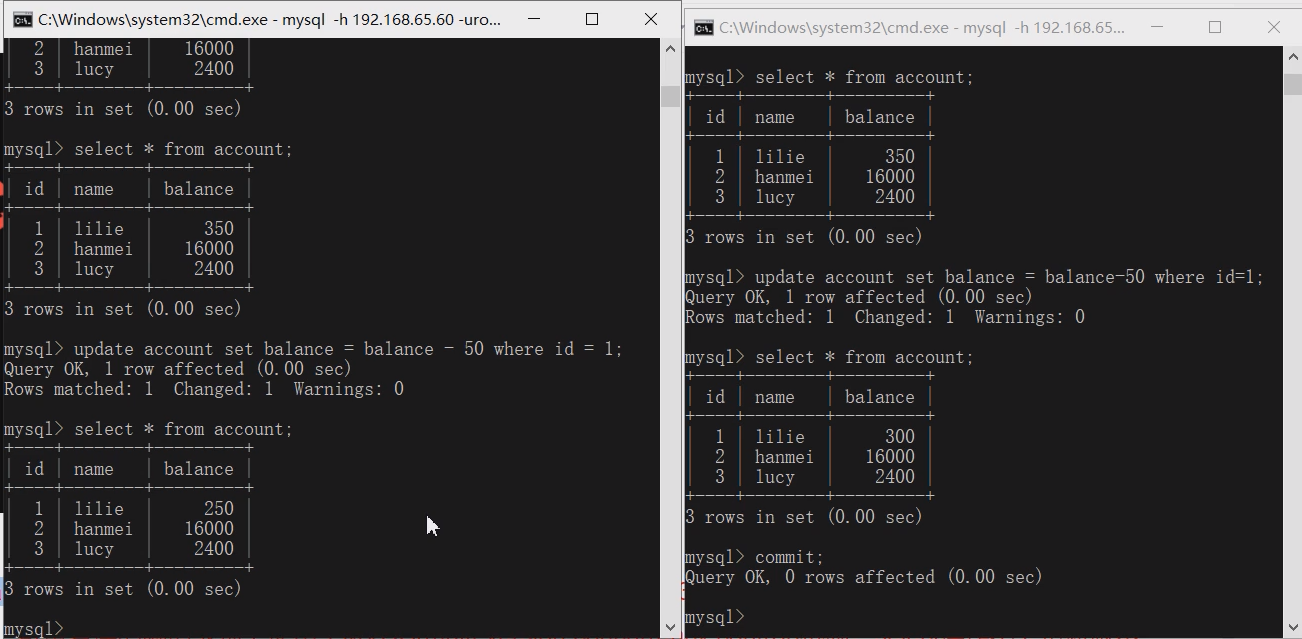 C:\Windows\system32\cmd.exe - mysql  -h 192.168.65.60 -uro...
|  2 | hanmei |   16000 |
|  3 | lucy   |    2400 |
+----+--------+---------+
3 rows in set (0.00 sec)
mysql> select * from account;
+----+--------+---------+
| id | name   | balance |
+----+--------+---------+
|  1 | lilie  |     350 |
|  2 | hanmei |   16000 |
|  3 | lucy   |    2400 |
+----+--------+---------+
3 rows in set (0.00 sec)
mysql> update account set balance = balance - 50 where id = 1;
Query OK, 1 row affected (0.00 sec)
Rows matched: 1  Changed: 1  Warnings: 0
mysql> select * from account;
+----+--------+---------+
| id | name   | balance |
+----+--------+---------+
|  1 | lilie  |     250 |
|  2 | hanmei |   16000 |
|  3 | lucy   |    2400 |
+----+--------+---------+
3 rows in set (0.00 sec)
mysql>
C:\Windows\system32\cmd.exe - mysql  -h 192.168.65...
mysql> select * from account;
+----+--------+---------+
| id | name   | balance |
+----+--------+---------+
|  1 | lilie  |     350 |
|  2 | hanmei |   16000 |
|  3 | lucy   |    2400 |
+----+--------+---------+
3 rows in set (0.00 sec)
mysql> update account set balance = balance-50 where id=1;
Query OK, 1 row affected (0.00 sec)
Rows matched: 1  Changed: 1  Warnings: 0
mysql> select * from account;
+----+--------+---------+
| id | name   | balance |
+----+--------+---------+
|  1 | lilie  |     300 |
|  2 | hanmei |   16000 |
|  3 | lucy   |    2400 |
+----+--------+---------+
3 rows in set (0.00 sec)
mysql> commit;
Query OK, 0 rows affected (0.00 sec)
mysql>